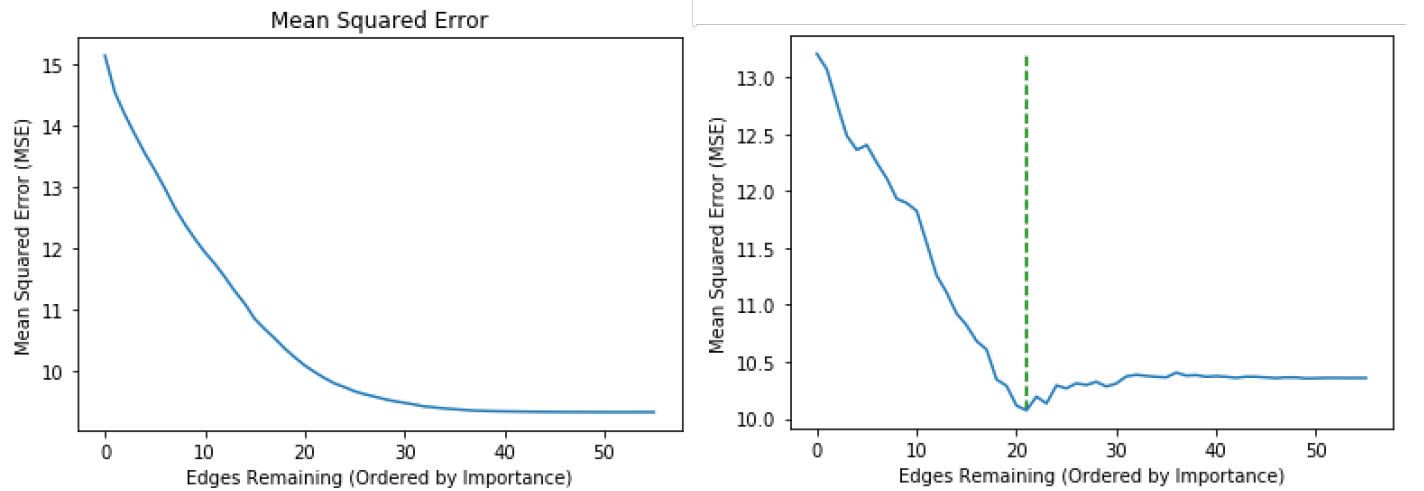 Mean Squared Error
Mean Squared Error (MSE)
15
14
13
12
11
10
0 10 20 30 40 50
Edges Remaining (Ordered by Importance)
Mean Squared Error (MSE)
13.0
12.5
12.0
11.5
11.0
10.5
10.0
0 10 20 30 40 50
Edges Remaining (Ordered by Importance)